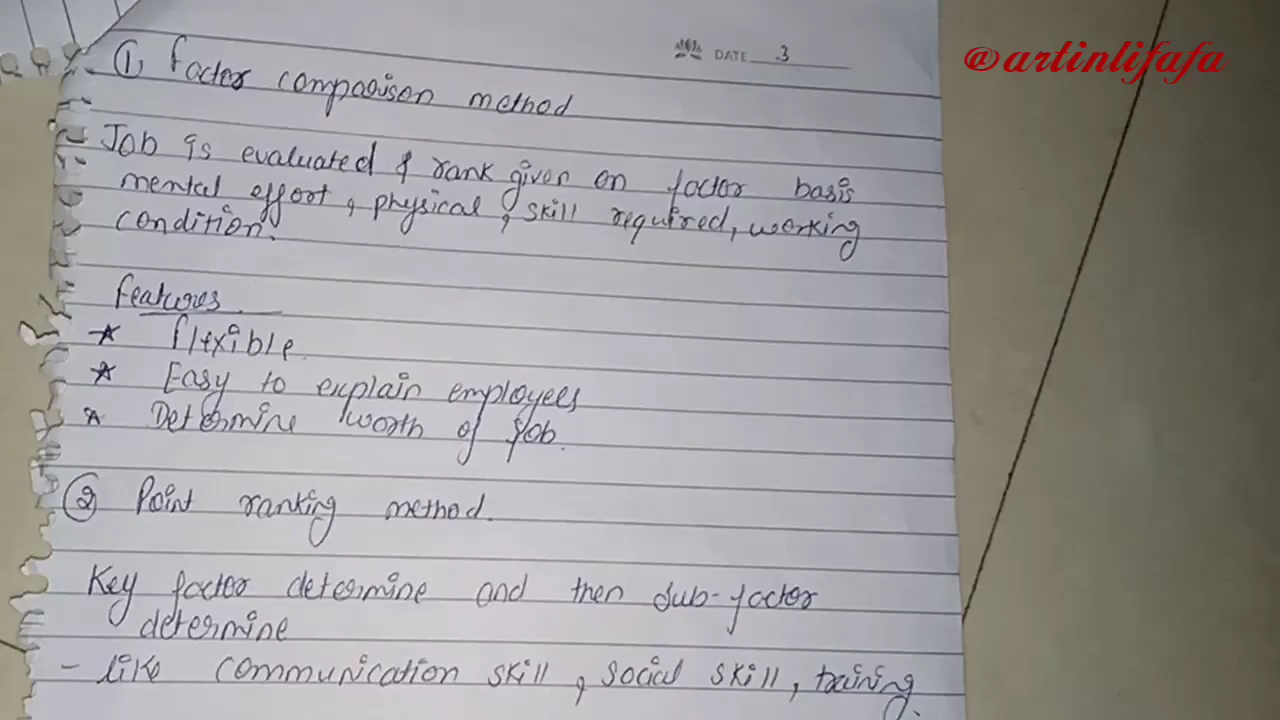 DATE 3
@artinlifafa
① Factor comparison method
- Job is evaluated & rank given on factor basis
mental effort, physical, skill required, working
condition.
Features
* flexible.
* Easy to explain employees
* Determine worth of job.
② Point ranking method.
Key factor determine and then sub-factor
determine
- like communication skill, social skill, training.